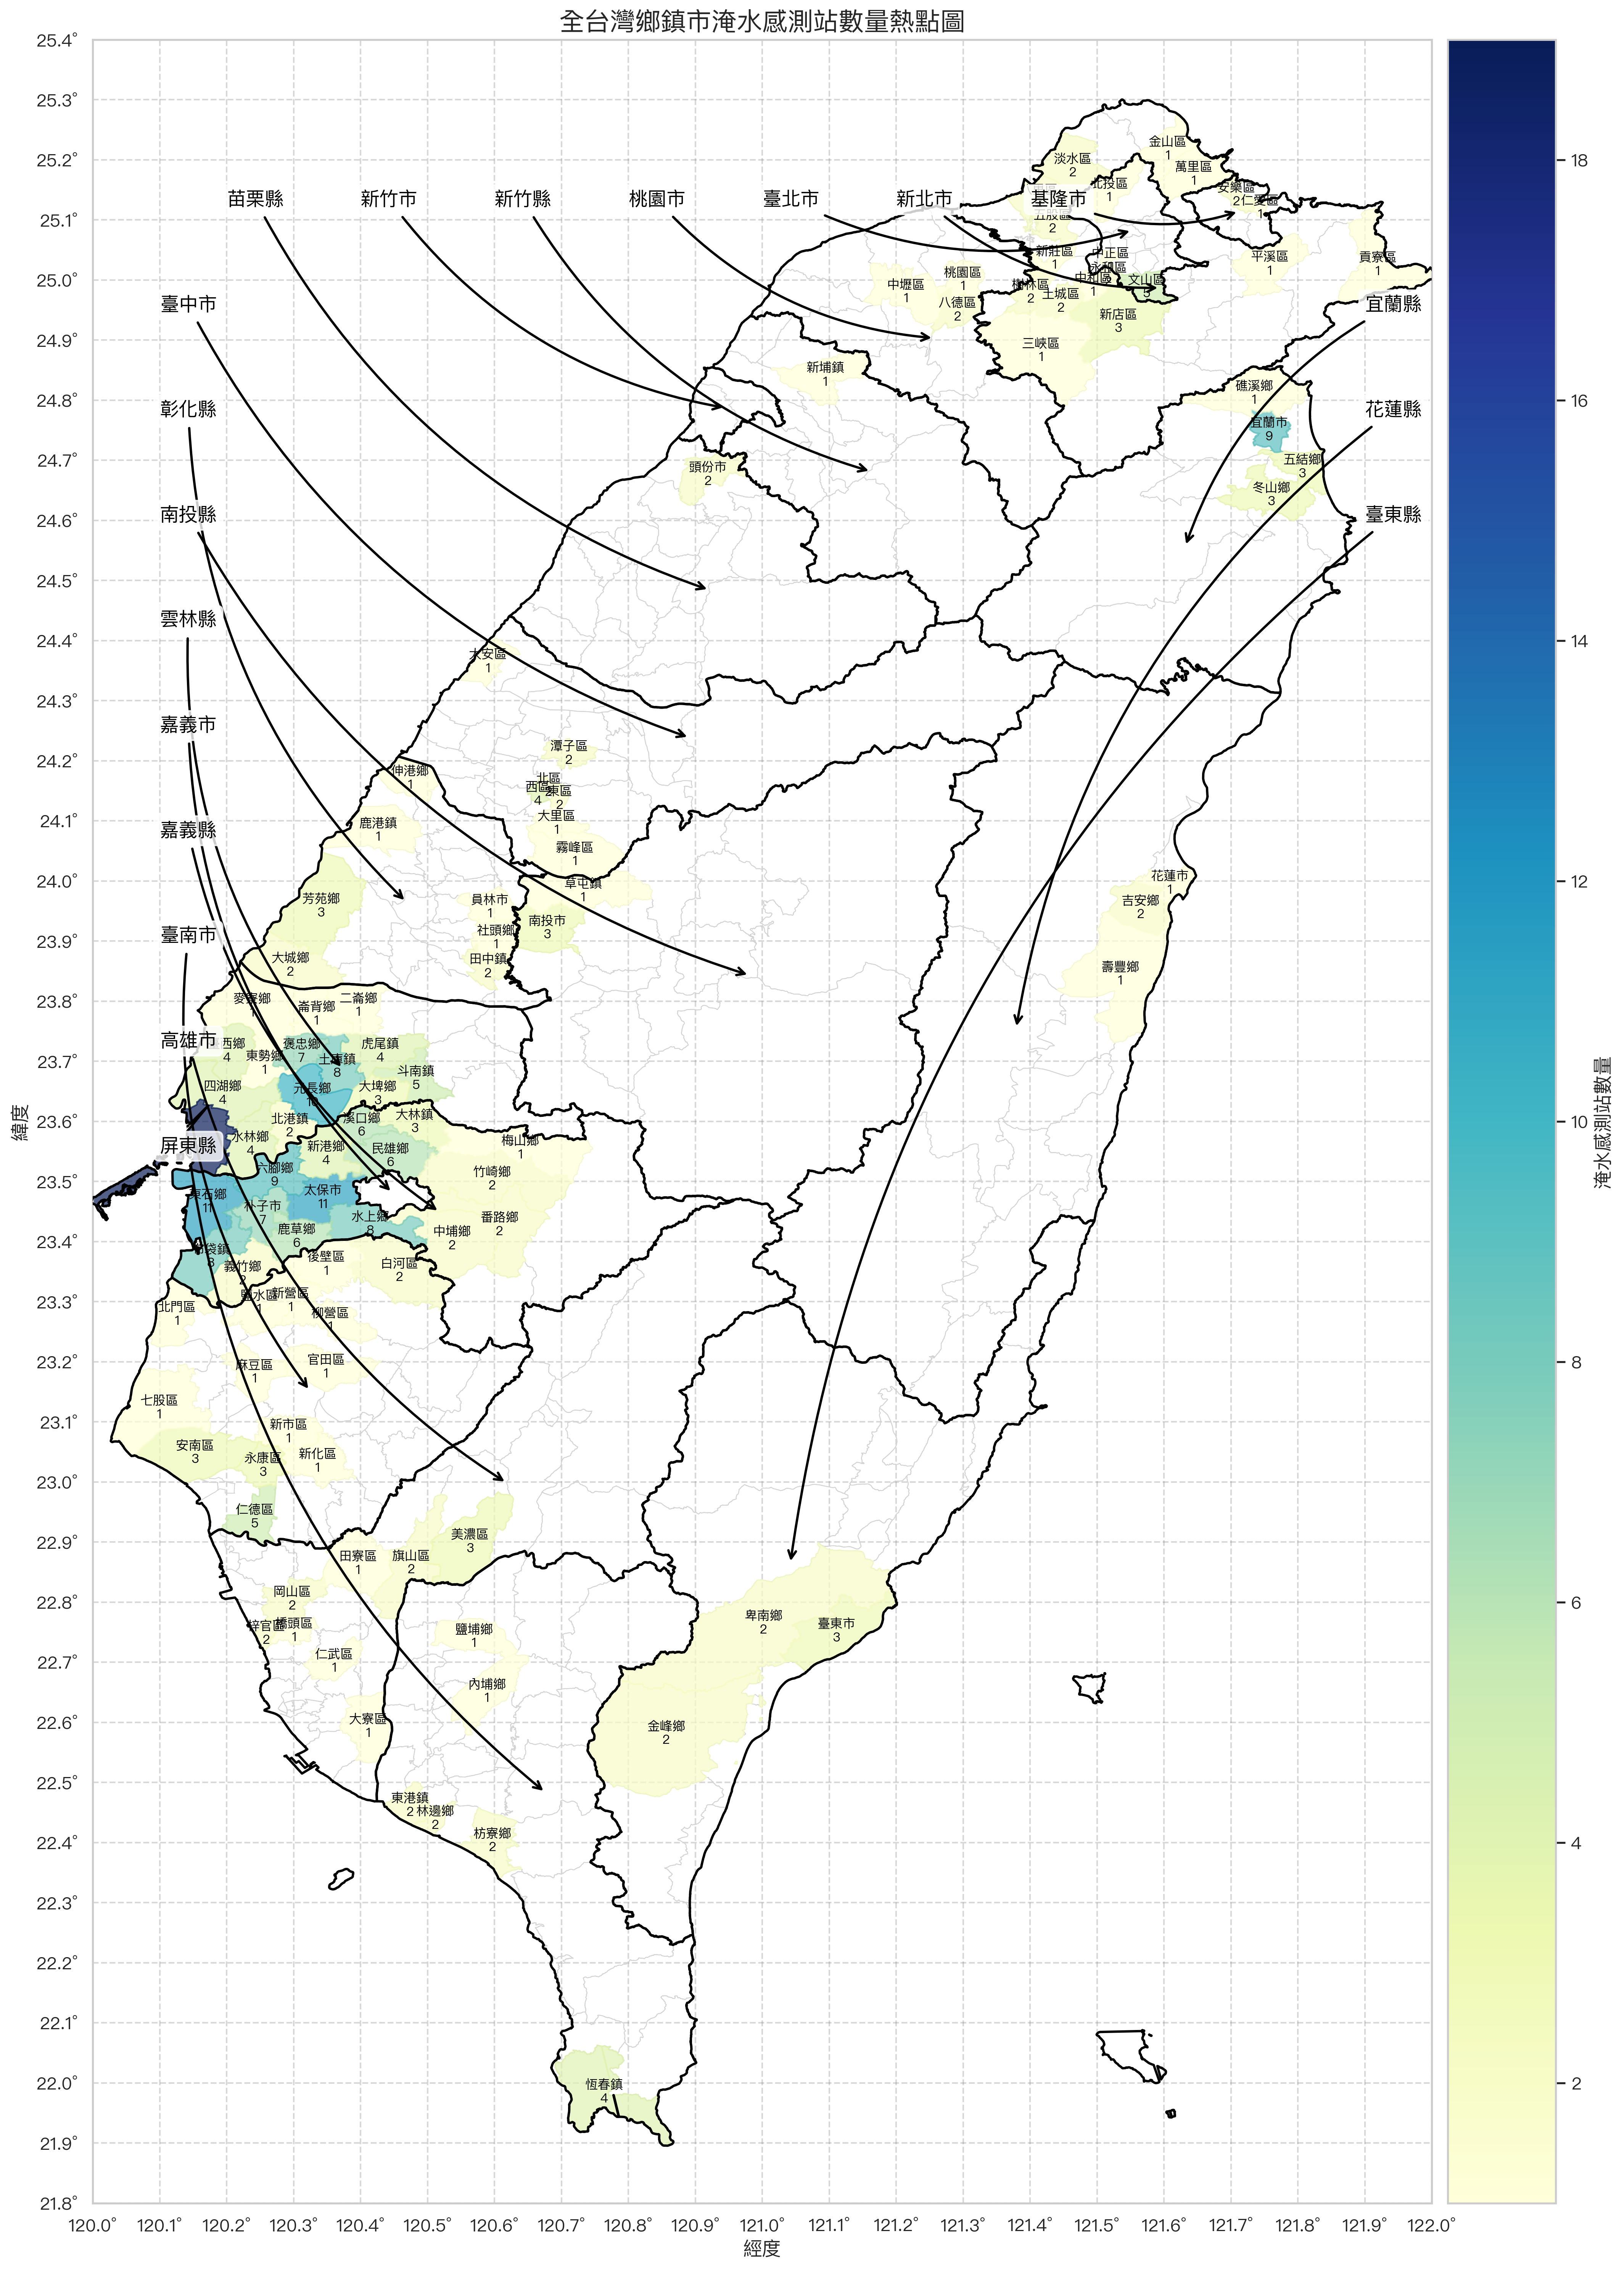 全台灣鄉鎮市淹水感測站數量熱點圖
25.4°
25.3°
25.2°
25.1°
25.0°
24.9°
24.8°
24.7°
24.6°
24.5°
24.4°
24.3°
24.2°
24.1°
24.0°
23.9°
23.8°
23.7°
23.6°
23.5°
23.4°
23.3°
23.2°
23.1°
23.0°
22.9°
22.8°
22.7°
22.6°
22.5°
22.4°
22.3°
22.2°
22.1°
22.0°
21.9°
21.8°
緯度
苗栗縣
新竹市
新竹縣
桃園市
臺北市
新北市
基隆市
臺中市
彰化縣
南投縣
雲林縣
嘉義市
嘉義縣
臺南市
高雄市
屏東縣
宜蘭縣
花蓮縣
臺東縣
金山區
1
淡水區
2
萬里區
1
北投區
1
安樂區
2
仁愛區
1
2
新莊區
1
中正區
平溪區
1
貢寮區
1
桃園區
1
中壢區
1
八德區
2
樹林區
2
土城區
2
中和區
1
文山區
5
新店區
3
三峽區
1
新埔鎮
1
礁溪鄉
1
宜蘭市
9
五結鄉
3
冬山鄉
3
頭份市
2
大安區
1
潭子區
2
北區
西區
4
東區
2
大里區
1
霧峰區
1
伸港鄉
1
鹿港鎮
1
芳苑鄉
3
員林市
1
社頭鄉
1
田中鎮
2
大城鄉
2
草屯鎮
1
南投市
3
花蓮市
1
吉安鄉
2
壽豐鄉
1
麥寮鄉
1
崙背鄉
1
二崙鄉
1
西鄉
4
東勢鄉
1
褒忠鄉
7
土庫鎮
8
虎尾鎮
4
斗南鎮
5
四湖鄉
4
元長鄉
10
大埤鄉
3
北港鎮
2
水林鄉
4
溪口鄉
6
大林鎮
3
新港鄉
4
民雄鄉
6
梅山鄉
1
竹崎鄉
2
六腳鄉
9
東石鄉
11
太保市
11
朴子市
7
鹿草鄉
6
水上鄉
8
中埔鄉
2
番路鄉
2
袋鎮
8
義竹鄉
2
後壁區
1
白河區
2
鹽水區
1
新營區
1
北門區
1
柳營區
1
麻豆區
1
官田區
1
七股區
1
新市區
1
安南區
3
永康區
3
新化區
1
仁德區
5
美濃區
3
田寮區
1
旗山區
2
岡山區
2
梓官區
2
橋頭區
1
仁武區
1
大寮區
1
鹽埔鄉
1
內埔鄉
1
東港鎮
2
林邊鄉
2
枋寮鄉
2
恆春鎮
4
卑南鄉
2
臺東市
3
金峰鄉
2
120.0°
120.1°
120.2°
120.3°
120.4°
120.5°
120.6°
120.7°
120.8°
120.9°
121.0°
121.1°
121.2°
121.3°
121.4°
121.5°
121.6°
121.7°
121.8°
121.9°
122.0°
經度
18
16
14
12
10
8
6
4
2
淹水感測站數量